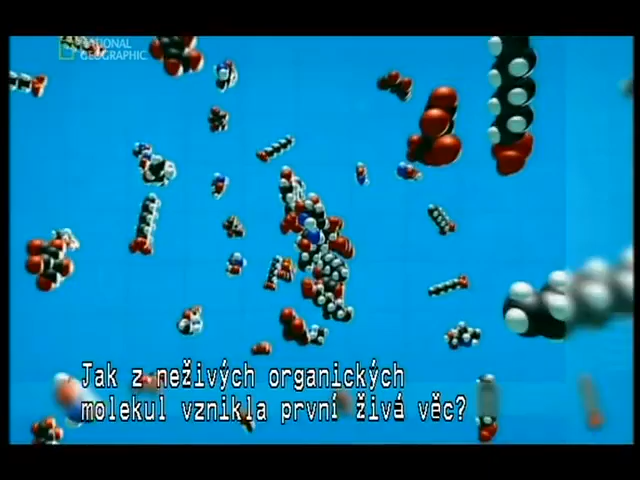 NATIONAL
GEOGRAPHIC
Jak z neživých organických
molekul vznikla první živá věc?